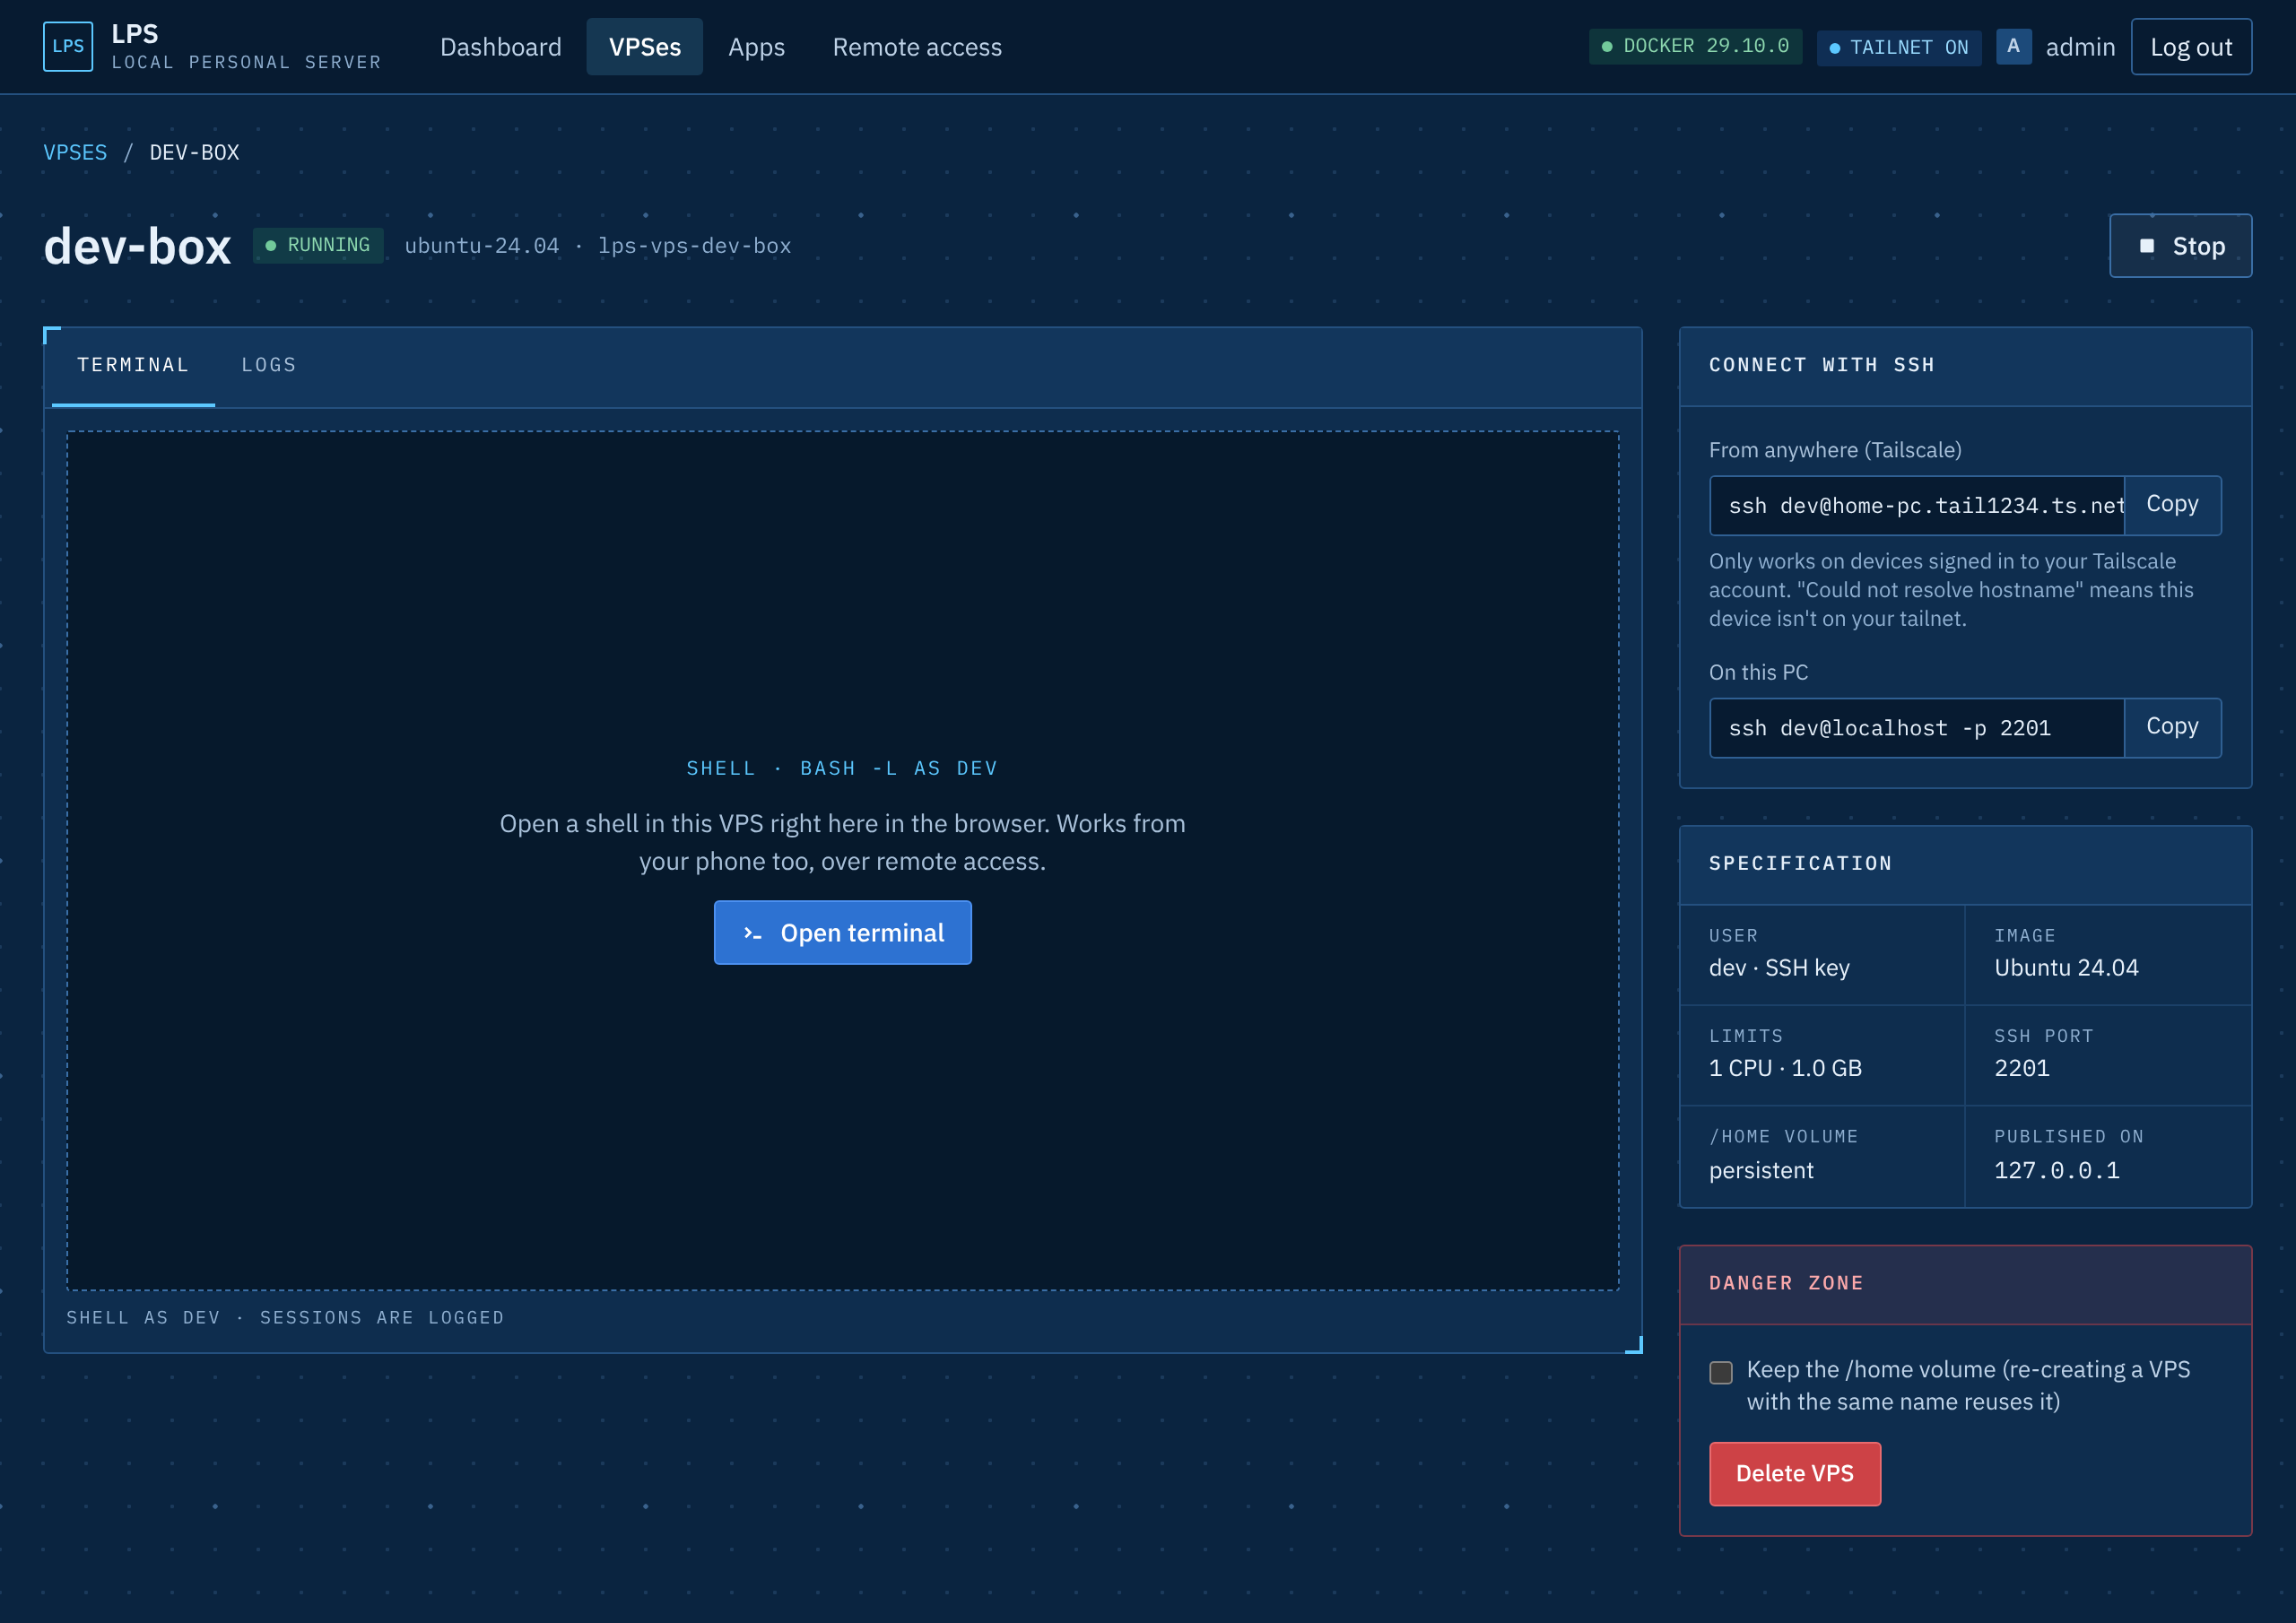 LPS
LPS
LOCAL PERSONAL SERVER
Dashboard
VPSes
Apps
Remote access
DOCKER 29.10.0
TAILNET ON
A
admin
Log out
VPSES / DEV-BOX
dev-box
RUNNING
ubuntu-24.04 · lps-vps-dev-box
Stop
TERMINAL
LOGS
SHELL · BASH -L AS DEV
Open a shell in this VPS right here in the browser. Works from
your phone too, over remote access.
Open terminal
SHELL AS DEV · SESSIONS ARE LOGGED
CONNECT WITH SSH
From anywhere (Tailscale)
ssh dev@home-pc.tail1234.ts.net
Copy
Only works on devices signed in to your Tailscale
account. "Could not resolve hostname" means this
device isn't on your tailnet.
On this PC
ssh dev@localhost -p 2201
Copy
SPECIFICATION
USER
dev · SSH key
IMAGE
Ubuntu 24.04
LIMITS
1 CPU · 1.0 GB
SSH PORT
2201
/HOME VOLUME
persistent
PUBLISHED ON
127.0.0.1
DANGER ZONE
Keep the /home volume (re-creating a VPS
with the same name reuses it)
Delete VPS